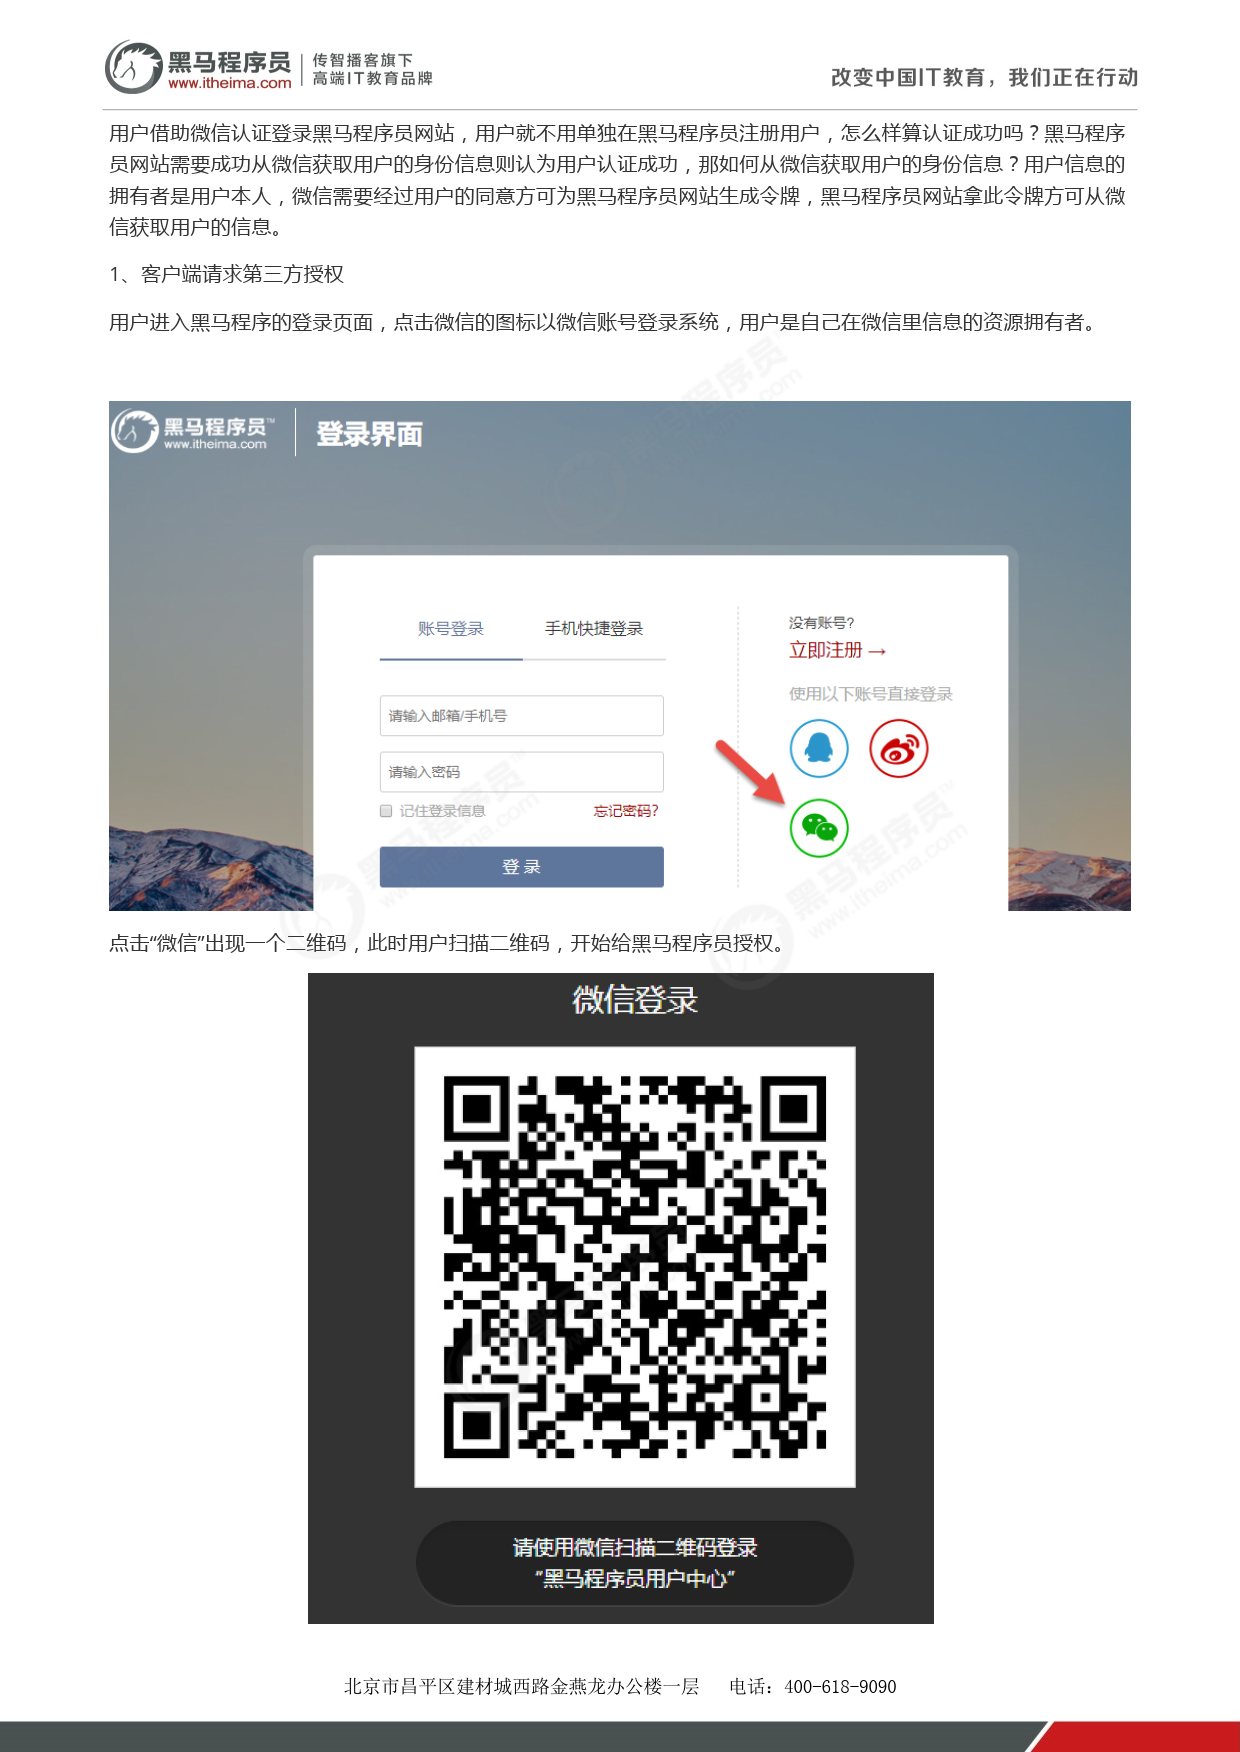 黑马程序员
www.itheima.com
传智播客旗下
高端IT教育品牌
改变中国IT教育，我们正在行动
用户借助微信认证登录黑马程序员网站，用户就不用单独在黑马程序员注册用户，怎么样算认证成功吗？黑马程序
员网站需要成功从微信获取用户的身份信息则认为用户认证成功，那如何从微信获取用户的身份信息？用户信息的
拥有者是用户本人，微信需要经过用户的同意方可为黑马程序员网站生成令牌，黑马程序员网站拿此令牌方可从微
信获取用户的信息。
1、客户端请求第三方授权
用户进入黑马程序的登录页面，点击微信的图标以微信账号登录系统，用户是自己在微信里信息的资源拥有者。
黑马程序员™
www.itheima.com
登录界面
账号登录
手机快捷登录
请输入邮箱/手机号
请输入密码
记住登录信息
忘记密码?
登 录
没有账号?
立即注册 →
使用以下账号直接登录
点击“微信”出现一个二维码，此时用户扫描二维码，开始给黑马程序员授权。
微信登录
请使用微信扫描二维码登录
“黑马程序员用户中心”
北京市昌平区建材城西路金燕龙办公楼一层 电话：400-618-9090